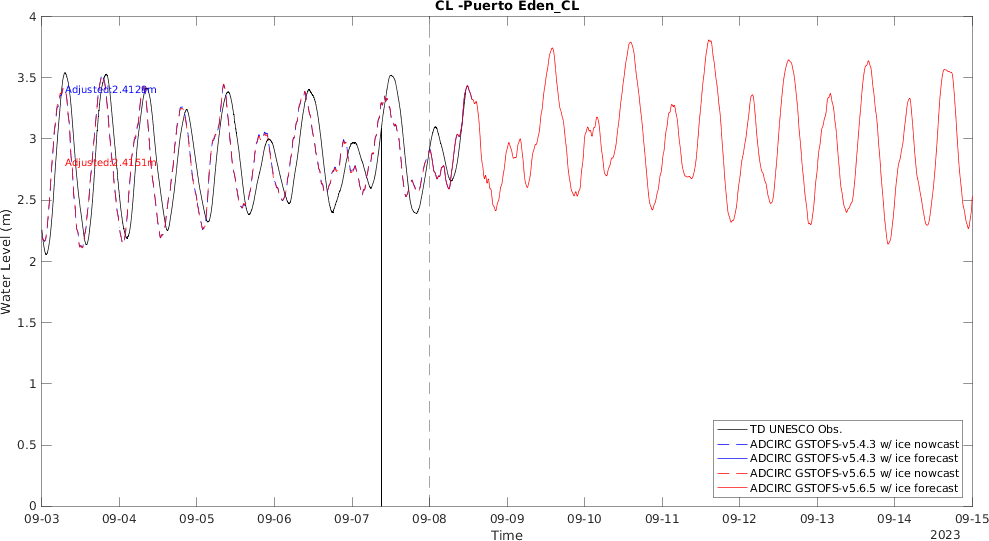 CL -Puerto Eden_CL
4
3.5
3
2.5
2
1.5
1
0.5
0
Water Level (m)
Adjusted:2.4129m
Adjusted:2.4151m
TD UNESCO Obs.
ADCIRC GSTOFS-v5.4.3 w/ ice nowcast
ADCIRC GSTOFS-v5.4.3 w/ ice forecast
ADCIRC GSTOFS-v5.6.5 w/ ice nowcast
ADCIRC GSTOFS-v5.6.5 w/ ice forecast
09-03 09-04 09-05 09-06 09-07 09-08 09-09 09-10 09-11 09-12 09-13 09-14 09-15
Time
2023